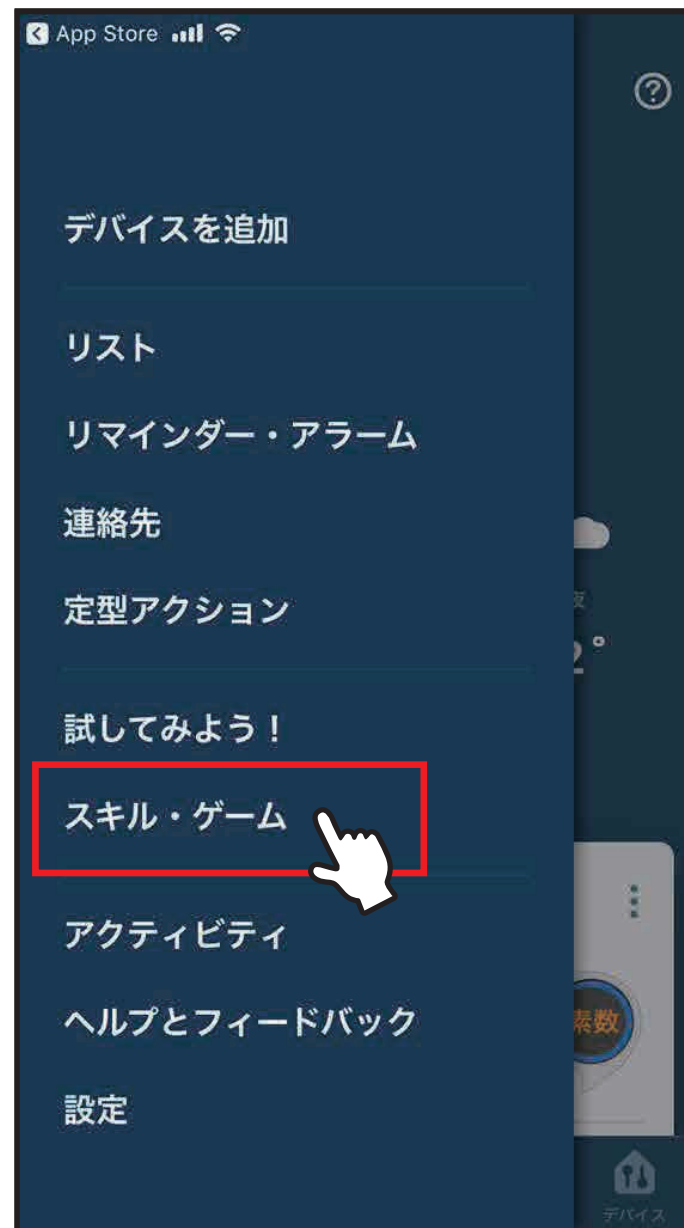 App Store
デバイスを追加
リスト
リマインダー・アラーム
連絡先
定型アクション
夜
2°
試してみよう！
スキル・ゲーム
アクティビティ
ヘルプとフィードバック
素数
設定
デバイス